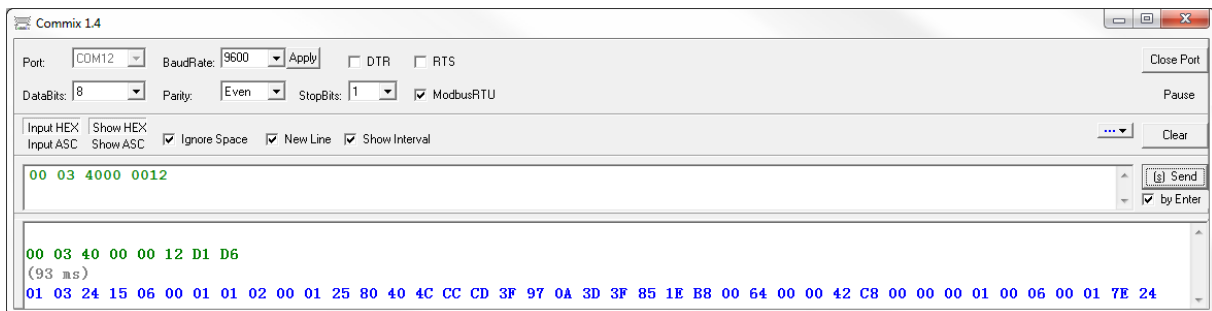 Commix 1.4
Port: COM12 BaudRate: 9600 Apply DTR RTS Close Port
DataBits: 8 Parity: Even StopBits: 1 ModbusRTU Pause
Input HEX Show HEX
Input ASC Show ASC
Ignore Space New Line Show Interval ... Clear
00 03 4000 0012
(s) Send
by Enter
00 03 40 00 00 12 D1 D6
(93 ms)
01 03 24 15 06 00 01 01 02 00 01 25 80 40 4C CC CD 3F 97 0A 3D 3F 85 1E B8 00 64 00 00 42 C8 00 00 00 01 00 06 00 01 7E 24